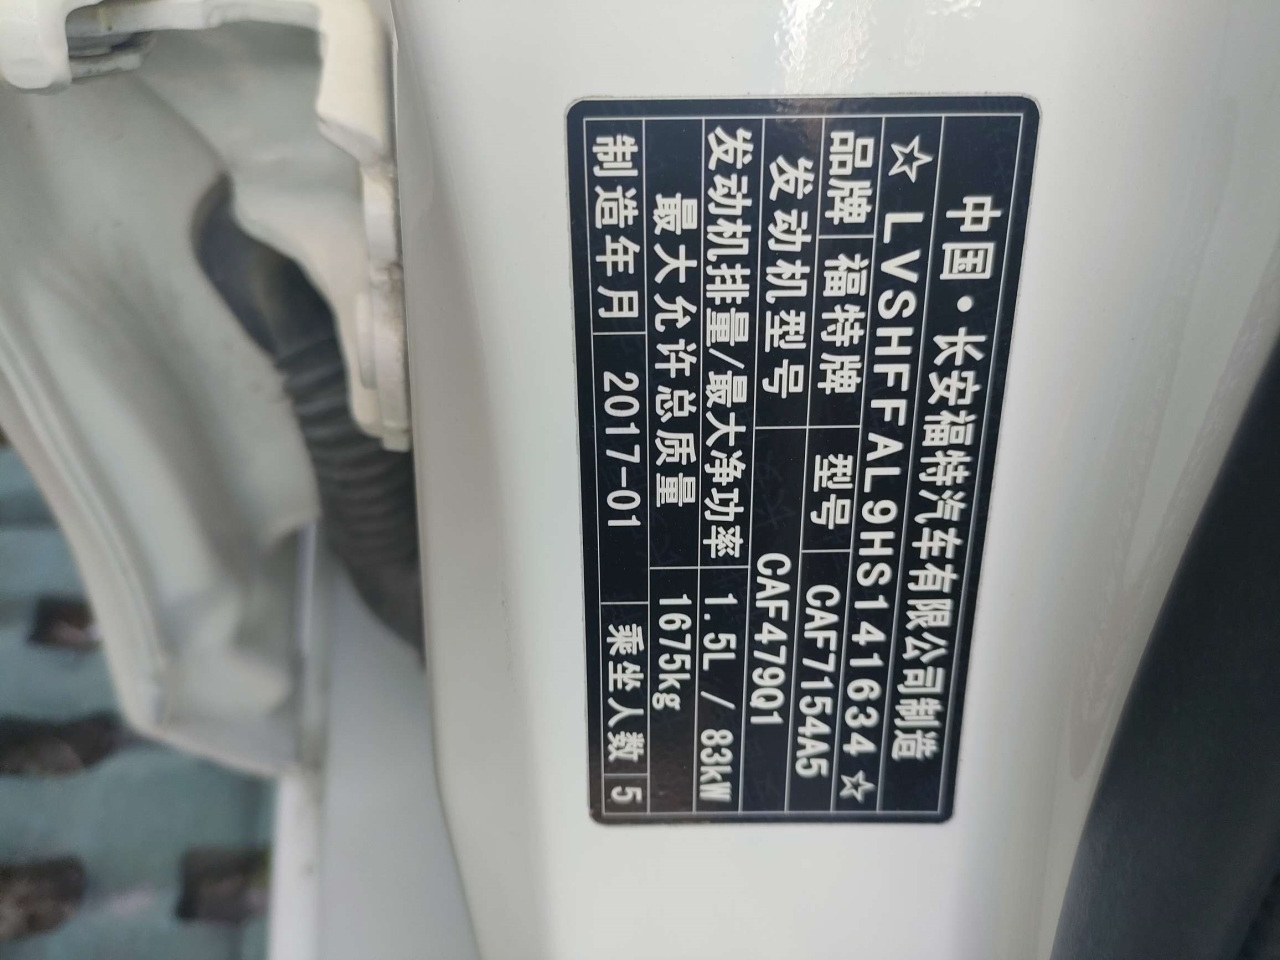 中国·长安福特汽车有限公司制造
☆ LVSHFFAL9HS141634 ☆
品牌 福特牌 型号 CAF7154A5
发动机型号 CAF479Q1
发动机排量/最大净功率 1.5L / 83kW
最大允许总质量 1675kg
制造年月 2017-01 乘坐人数 5